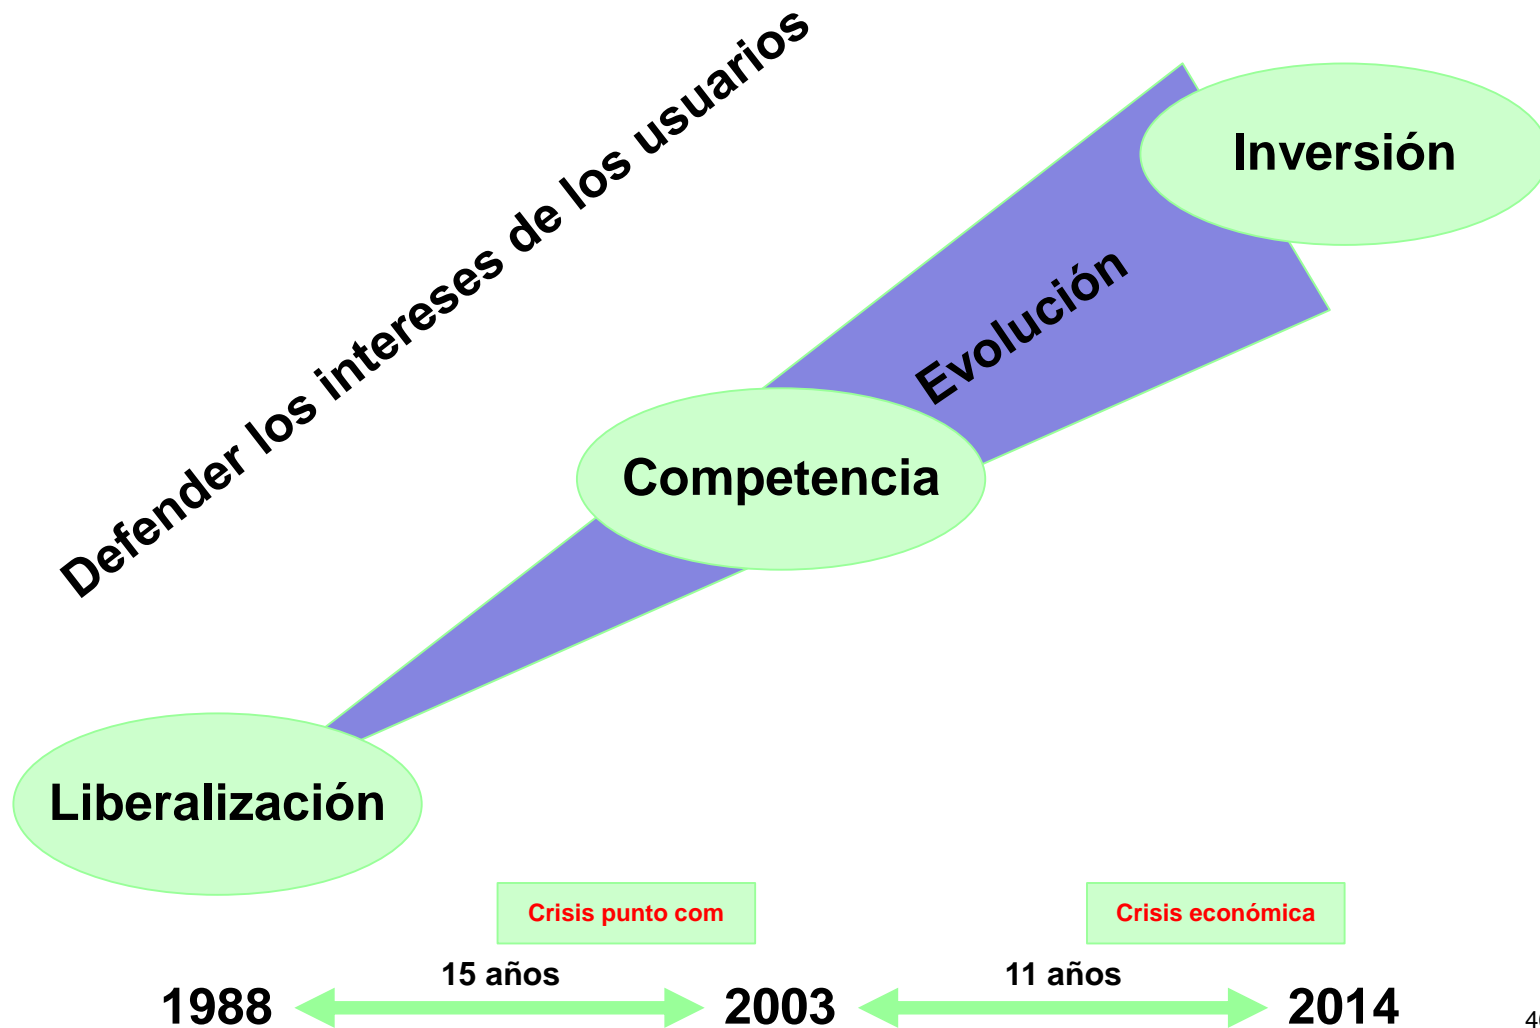 Defender los intereses de los usuarios
Inversión
Evolución
Competencia
Liberalización
Crisis punto com
Crisis económica
15 años
11 años
1988
2003
2014